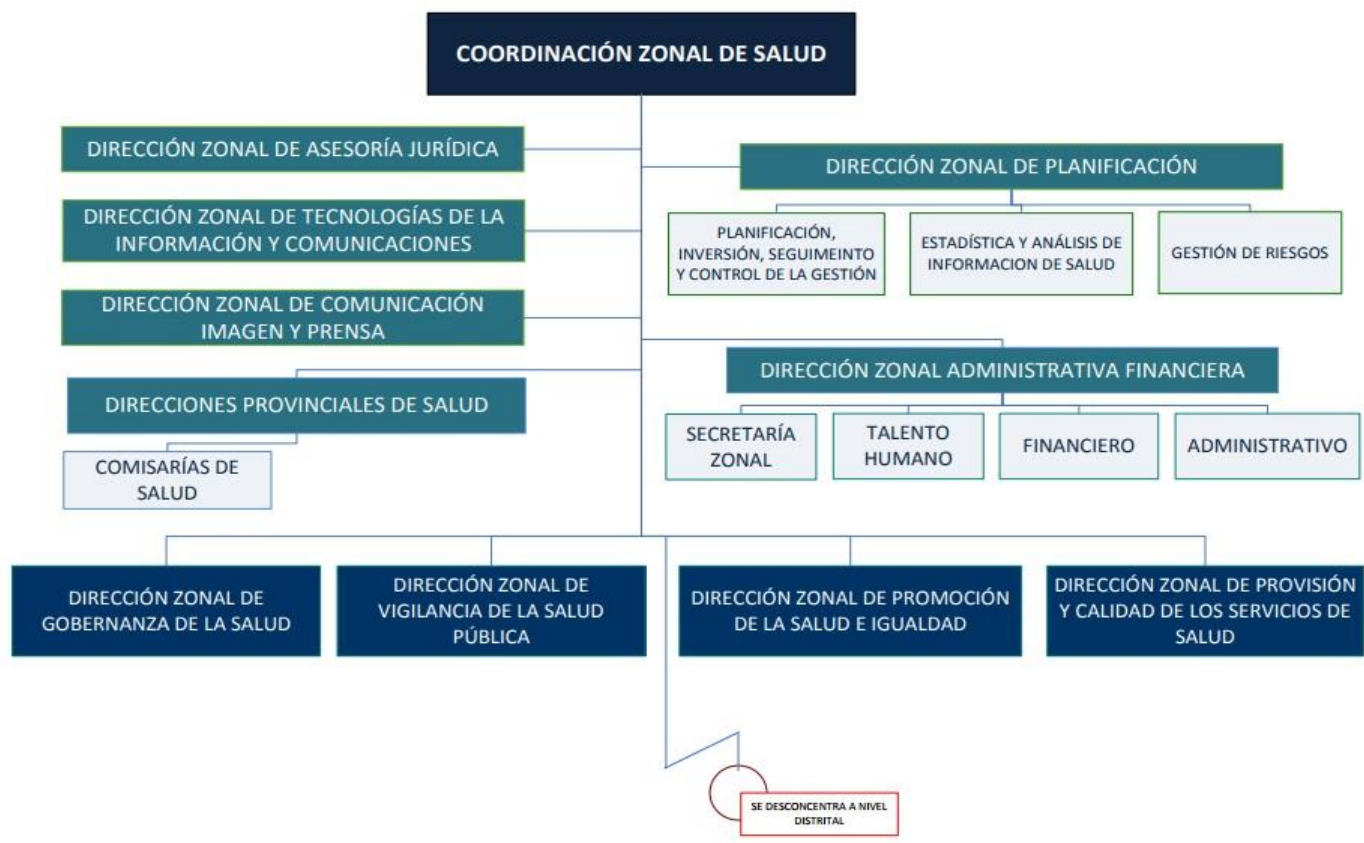 COORDINACIÓN ZONAL DE SALUD
DIRECCIÓN ZONAL DE ASESORÍA JURÍDICA
DIRECCIÓN ZONAL DE TECNOLOGÍAS DE LA
INFORMACIÓN Y COMUNICACIONES
DIRECCIÓN ZONAL DE COMUNICACIÓN
IMAGEN Y PRENSA
DIRECCIONES PROVINCIALES DE SALUD
COMISARÍAS DE
SALUD
DIRECCIÓN ZONAL DE PLANIFICACIÓN
PLANIFICACIÓN,
INVERSIÓN, SEGUIMEINTO
Y CONTROL DE LA GESTIÓN
ESTADÍSTICA Y ANÁLISIS DE
INFORMACION DE SALUD
GESTIÓN DE RIESGOS
DIRECCIÓN ZONAL ADMINISTRATIVA FINANCIERA
SECRETARÍA
ZONAL
TALENTO
HUMANO
FINANCIERO
ADMINISTRATIVO
DIRECCIÓN ZONAL DE
GOBERNANZA DE LA SALUD
DIRECCIÓN ZONAL DE
VIGILANCIA DE LA SALUD
PÚBLICA
DIRECCIÓN ZONAL DE PROMOCIÓN
DE LA SALUD E IGUALDAD
DIRECCIÓN ZONAL DE PROVISIÓN
Y CALIDAD DE LOS SERVICIOS DE
SALUD
SE DESCONCENTRA A NIVEL
DISTRITAL